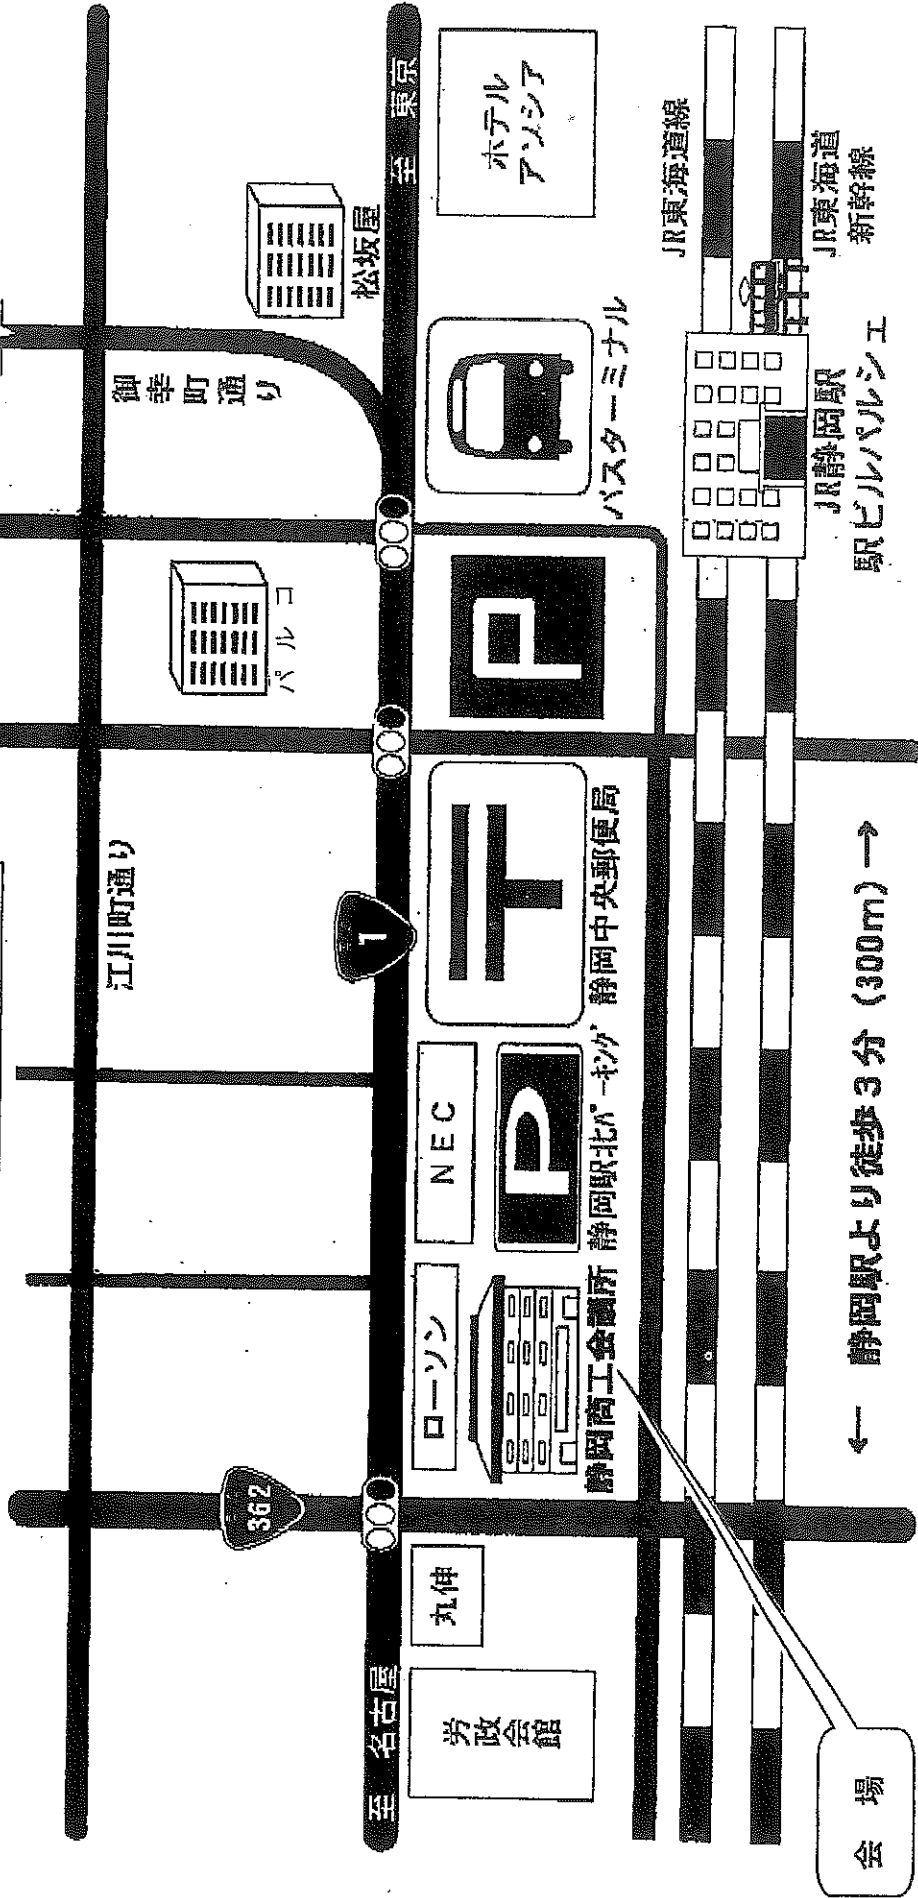 江川町通り
御幸町通り
松坂屋
パルコ
362
1
至 名古屋
至 東京
労政会館
丸伸
ローソン
NEC
静岡商工会議所
P
静岡駅北パーキング
静岡中央郵便局
P
バスターミナル
ホテル
アソシア
JR東海道線
JR東海道
新幹線
JR静岡駅
駅ビルパルシェ
← 静岡駅より徒歩3分(300m) →
会場